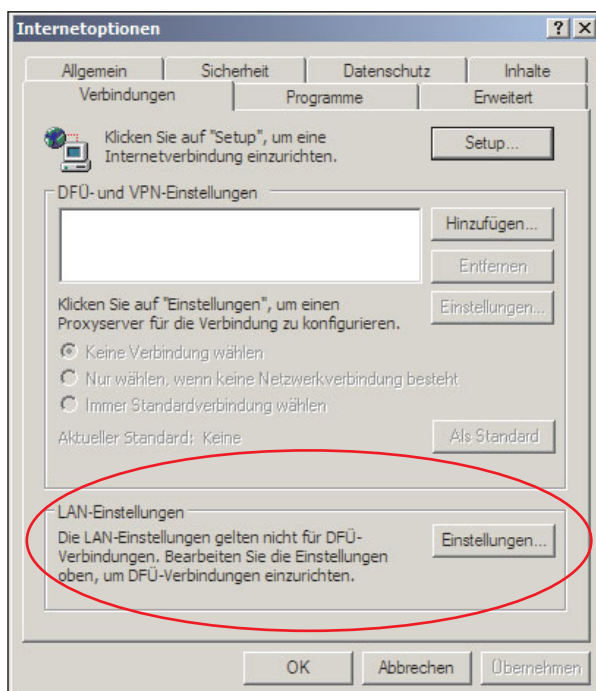 Internetoptionen
Allgemein Sicherheit Datenschutz Inhalte
Verbindungen Programme Erweitert
Klicken Sie auf "Setup", um eine
Internetverbindung einzurichten.
Setup...
DFÜ- und VPN-Einstellungen
Hinzufügen...
Entfernen
Klicken Sie auf "Einstellungen", um einen
Proxyserver für die Verbindung zu konfigurieren.
Einstellungen...
Keine Verbindung wählen
Nur wählen, wenn keine Netzwerkverbindung besteht
Immer Standardverbindung wählen
Aktueller Standard: Keine
Als Standard
LAN-Einstellungen
Die LAN-Einstellungen gelten nicht für DFÜ-
Verbindungen. Bearbeiten Sie die Einstellungen
oben, um DFÜ-Verbindungen einzurichten.
Einstellungen...
OK Abbrechen Übernehmen